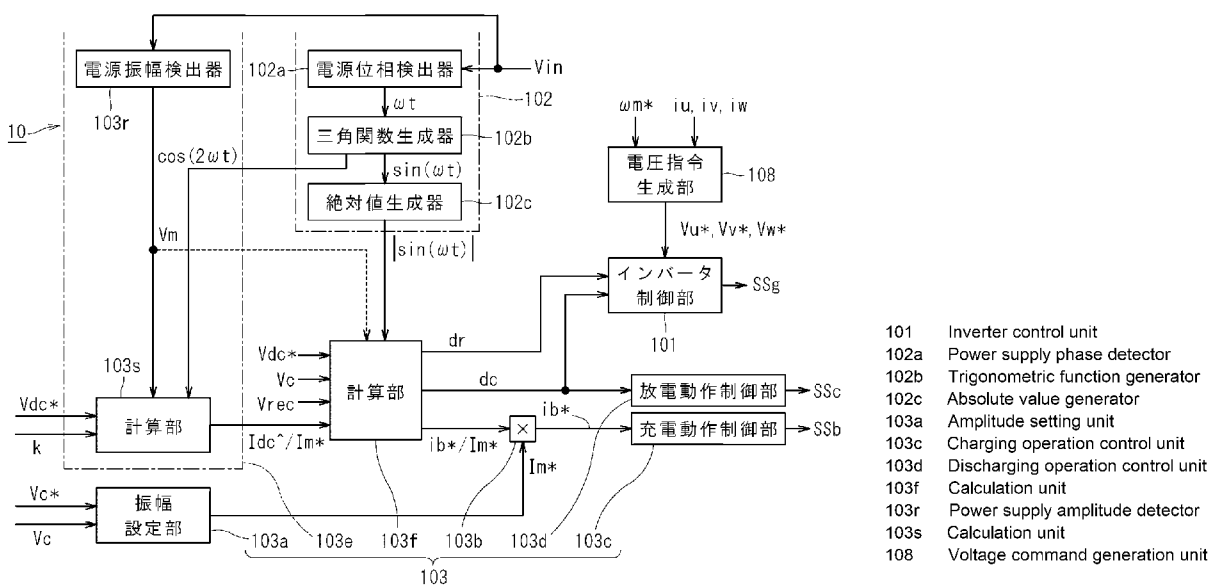 電源振幅検出器
103r
102a
電源位相検出器
Vin
102
ωt
三角関数生成器
102b
10
cos(2ωt)
sin(ωt)
絶対値生成器
102c
|sin(ωt)|
Vm
ωm*
iu, iv, iw
電圧指令
生成部
108
Vu*, Vv*, Vw*
インバータ
制御部
101
SSg
103s
Vdc*
k
計算部
Idc^/Im*
Vdc*
Vc
Vrec
計算部
dr
dc
ib*/Im*
×
ib*
Im*
放電動作制御部
SSc
充電動作制御部
SSb
Vc*
Vc
振幅
設定部
103a
103e
103f
103b
103d
103c
103
101 Inverter control unit
102a Power supply phase detector
102b Trigonometric function generator
102c Absolute value generator
103a Amplitude setting unit
103c Charging operation control unit
103d Discharging operation control unit
103f Calculation unit
103r Power supply amplitude detector
103s Calculation unit
108 Voltage command generation unit